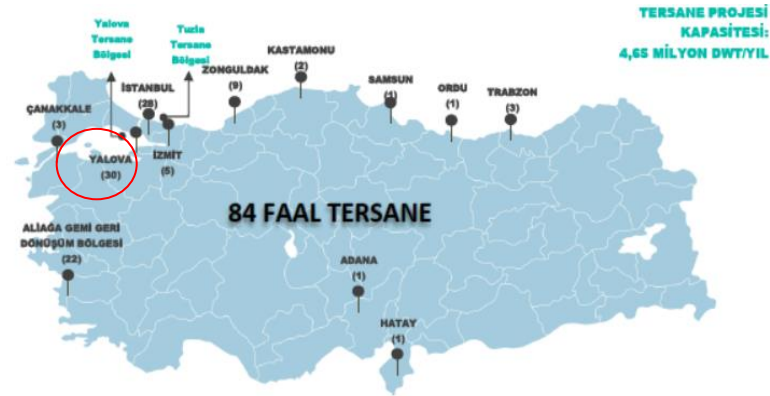 TERSANE PROJESİ
KAPASİTESİ:
4,65 MİLYON DWT/YIL
Yalova
Tersane
Bölgesi
Tuzla
Tersane
Bölgesi
KASTAMONU
(2)
ZONGULDAK
(9)
İSTANBUL
(28)
SAMSUN
(1)
ORDU
(1)
TRABZON
(3)
ÇANAKKALE
(3)
YALOVA
(30)
İZMİT
(5)
84 FAAL TERSANE
ALİAĞA GEMİ GERİ
DÖNÜŞÜM BÖLGESİ
(22)
ADANA
(1)
HATAY
(1)